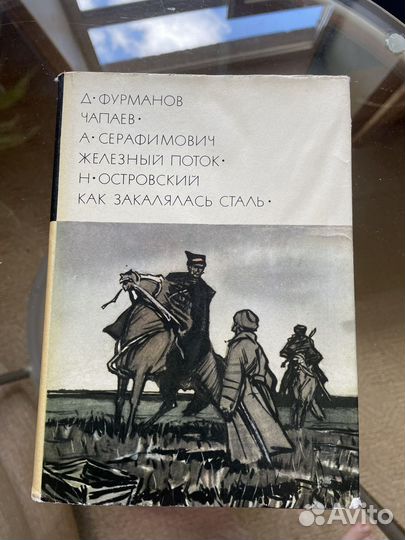 Д·ФУРМАНОВ
ЧАПАЕВ·
А·СЕРАФИМОВИЧ
ЖЕЛЕЗНЫЙ ПОТОК·
Н·ОСТРОВСКИЙ
КАК ЗАКАЛЯЛАСЬ СТАЛЬ·
Avito